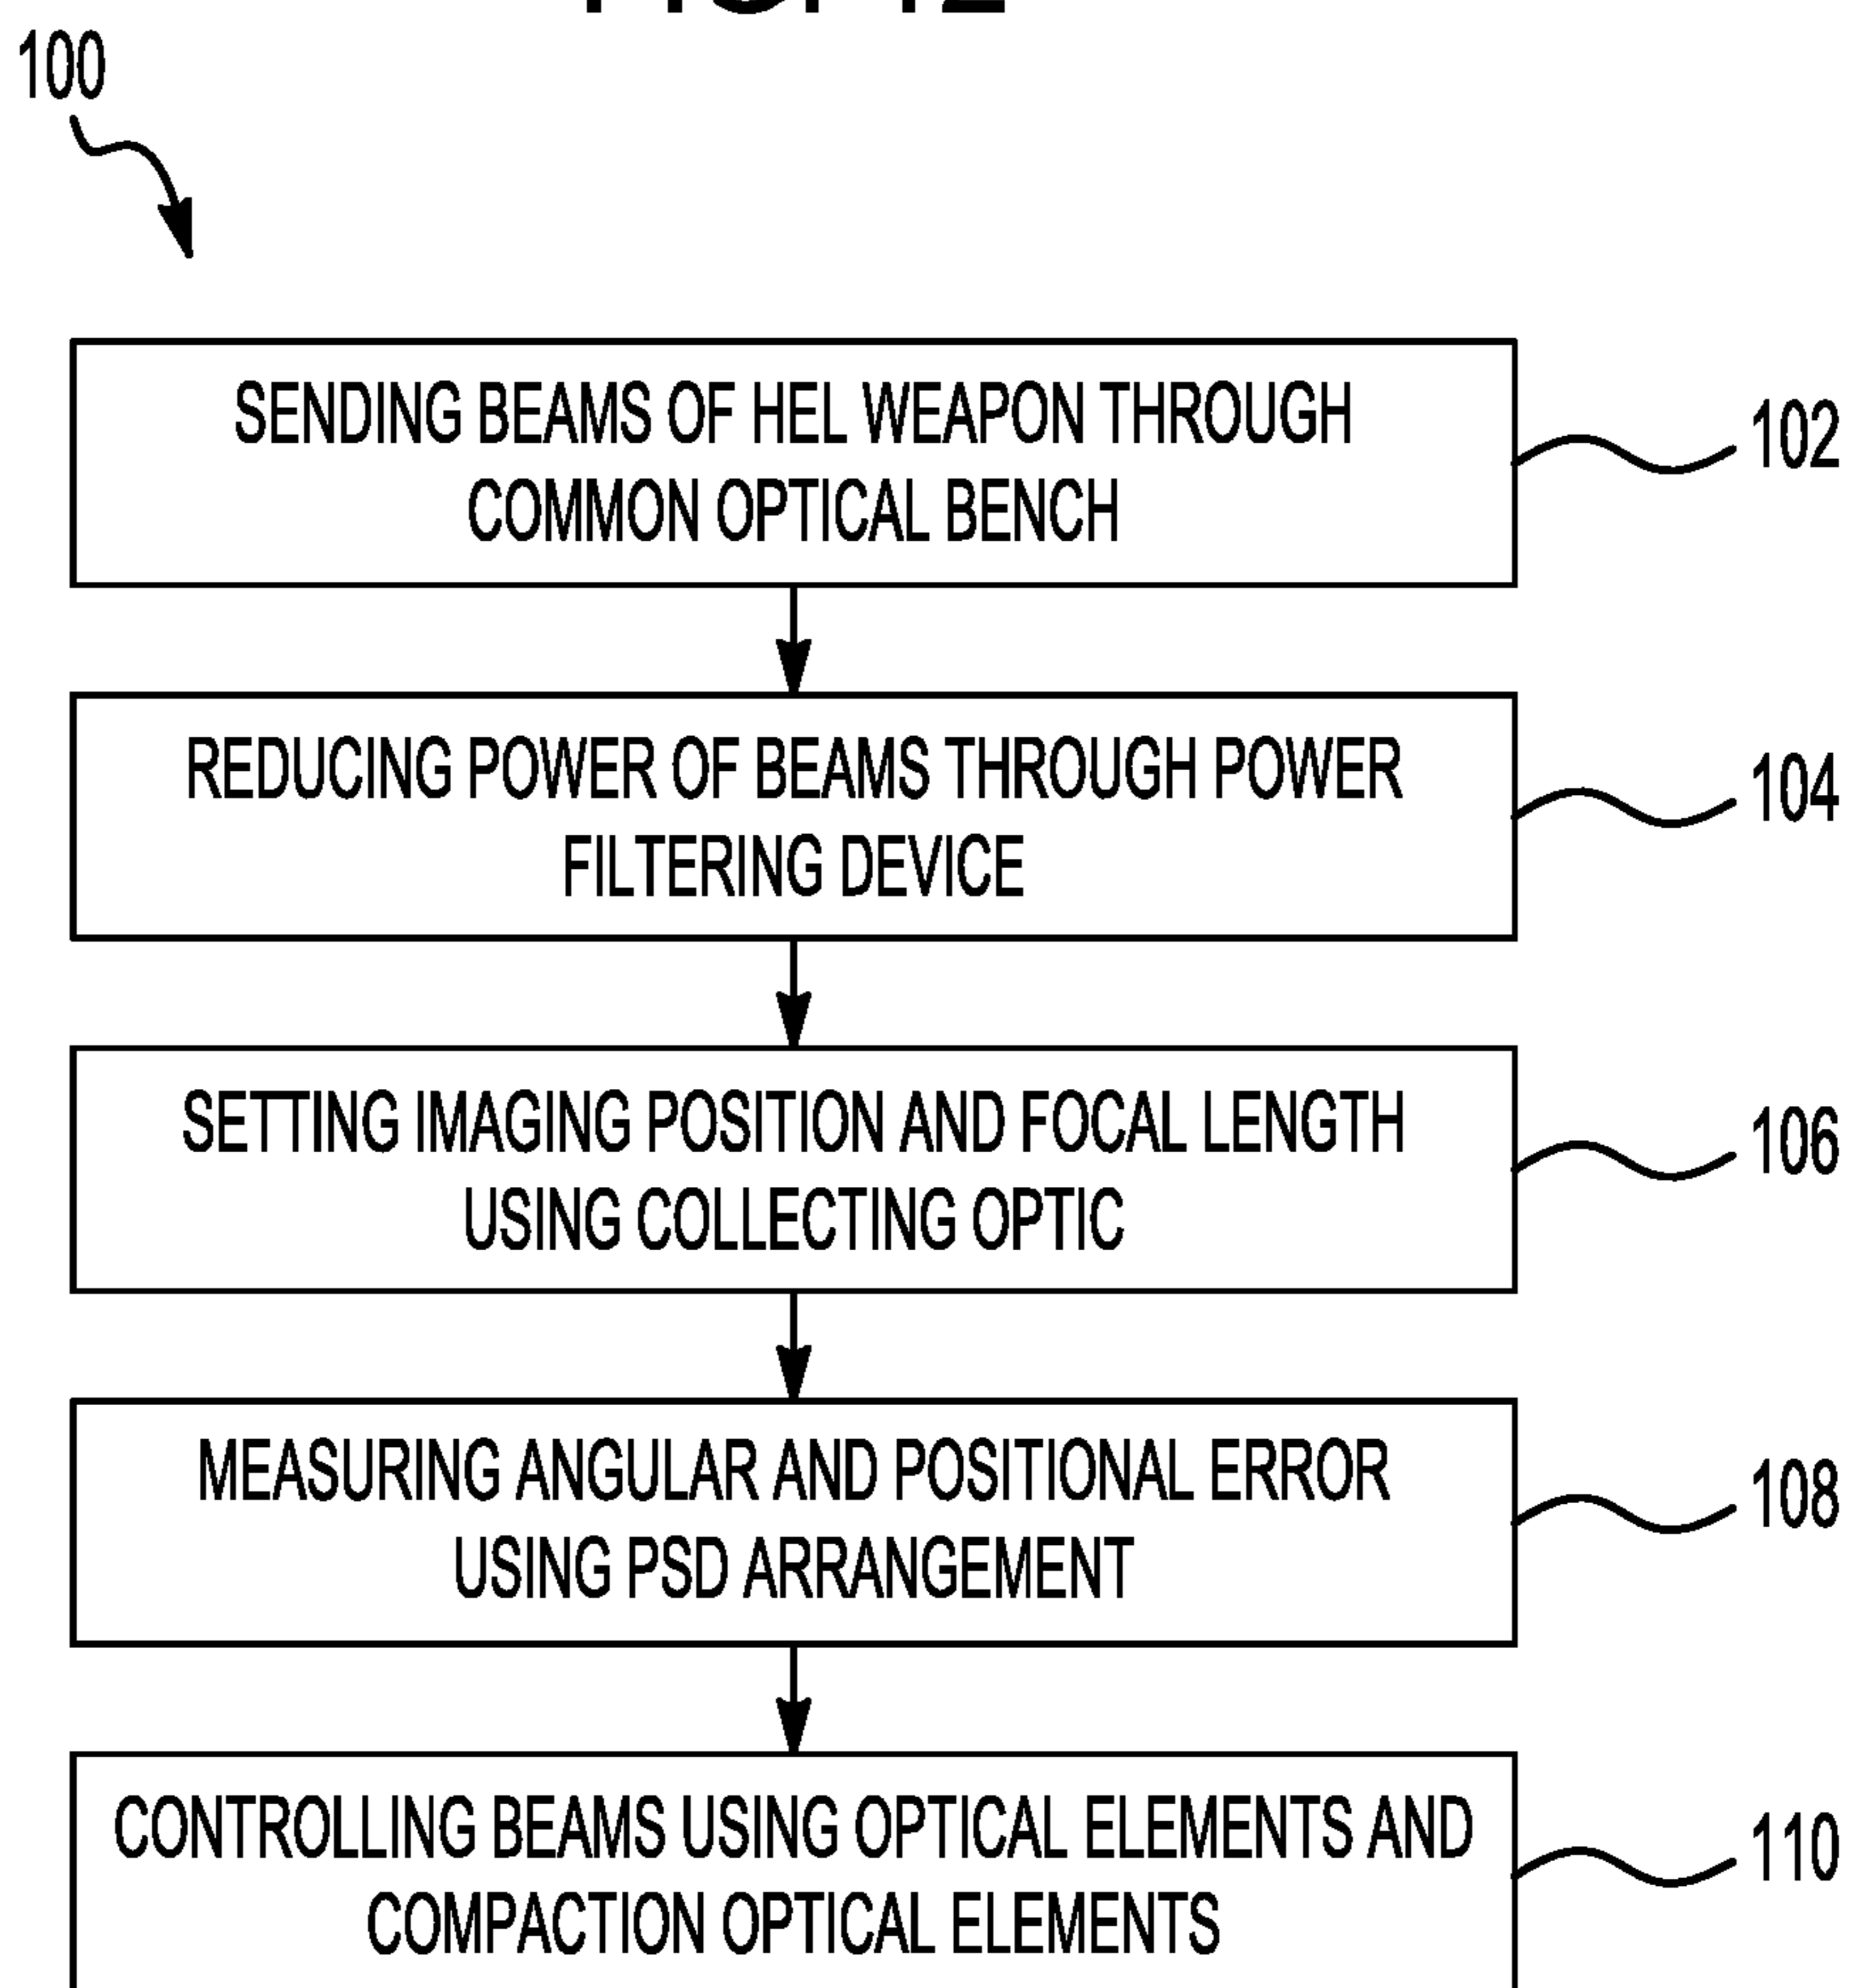 100
SENDING BEAMS OF HEL WEAPON THROUGH
COMMON OPTICAL BENCH
102
REDUCING POWER OF BEAMS THROUGH POWER
FILTERING DEVICE
104
SETTING IMAGING POSITION AND FOCAL LENGTH
USING COLLECTING OPTIC
106
MEASURING ANGULAR AND POSITIONAL ERROR
USING PSD ARRANGEMENT
108
CONTROLLING BEAMS USING OPTICAL ELEMENTS AND
COMPACTION OPTICAL ELEMENTS
110